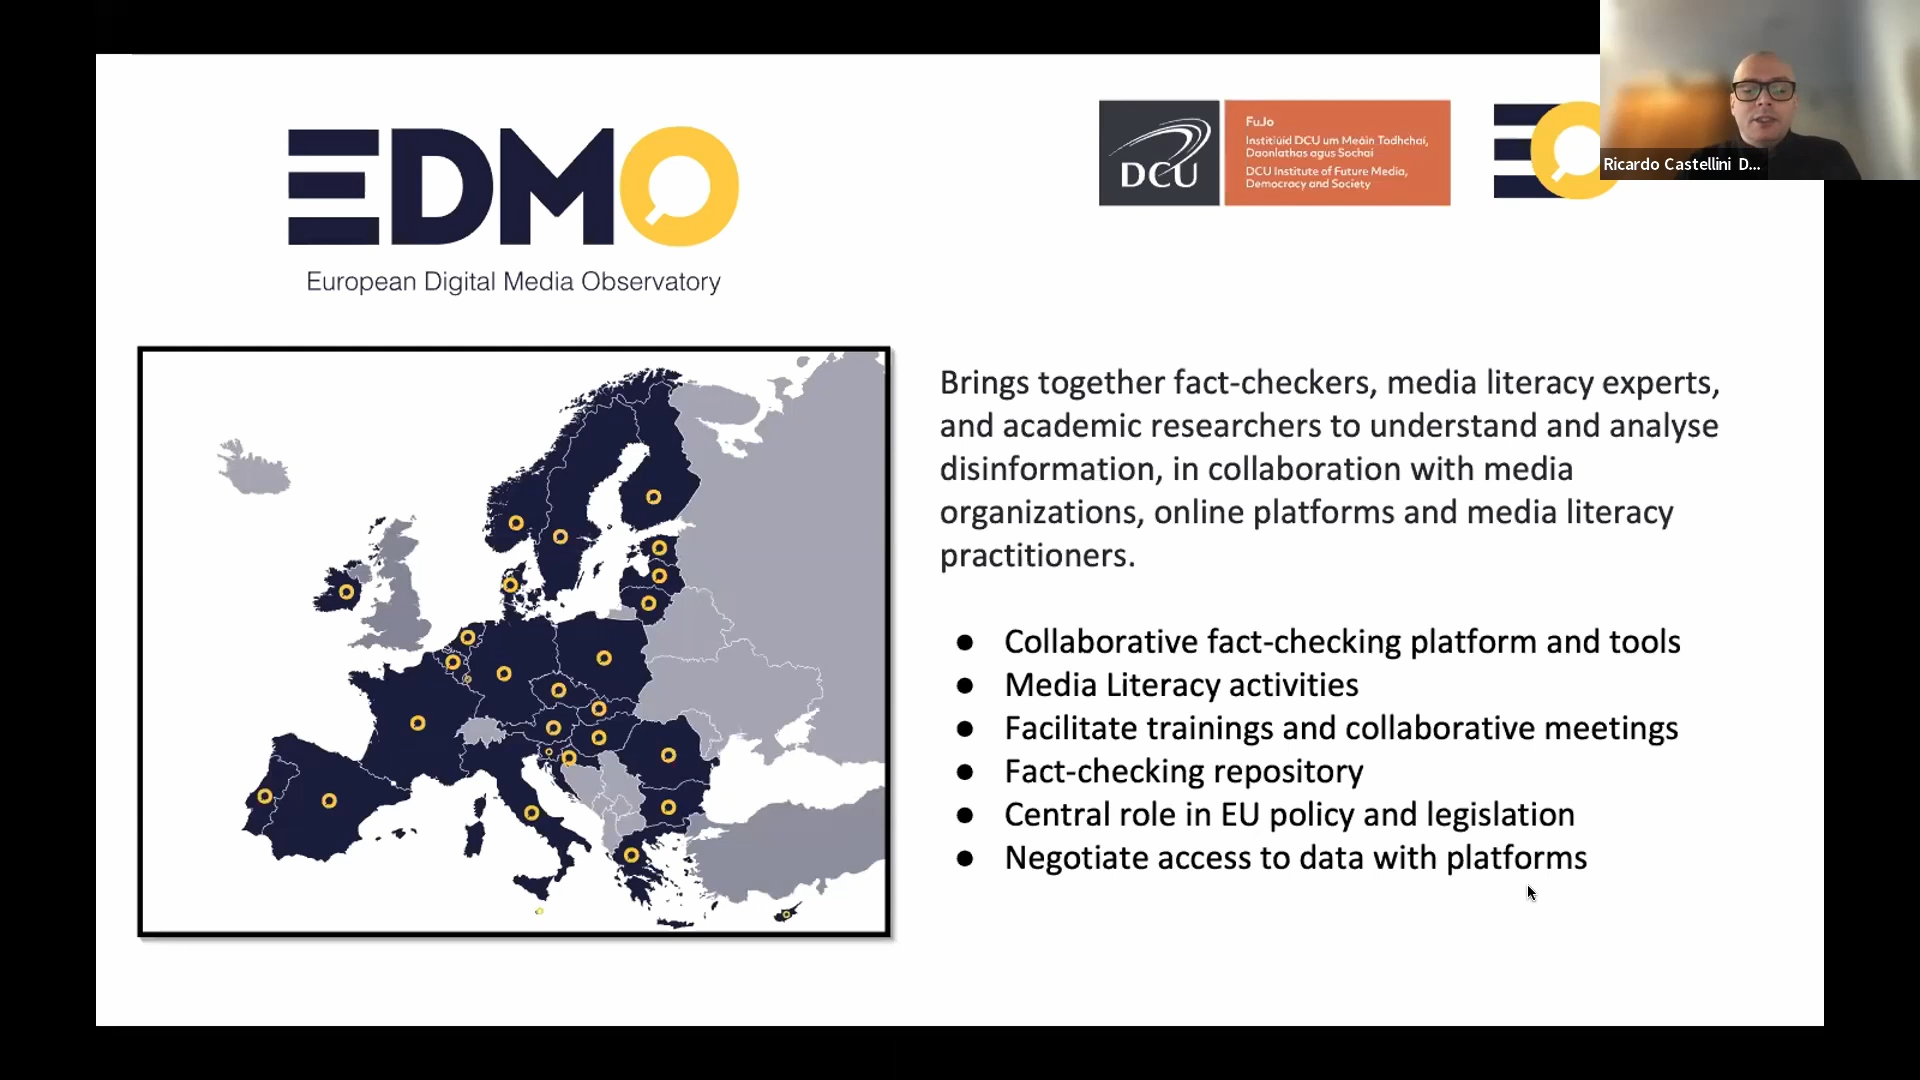 EDMO
European Digital Media Observatory
DCU
FuJo
Institiúid DCU um Meáin Todhchaí,
Daonlathas agus Sochaí
DCU Institute of Future Media,
Democracy and Society
Ricardo Castellini D...
Brings together fact-checkers, media literacy experts,
and academic researchers to understand and analyse
disinformation, in collaboration with media
organizations, online platforms and media literacy
practitioners.
● Collaborative fact-checking platform and tools
● Media Literacy activities
● Facilitate trainings and collaborative meetings
● Fact-checking repository
● Central role in EU policy and legislation
● Negotiate access to data with platforms